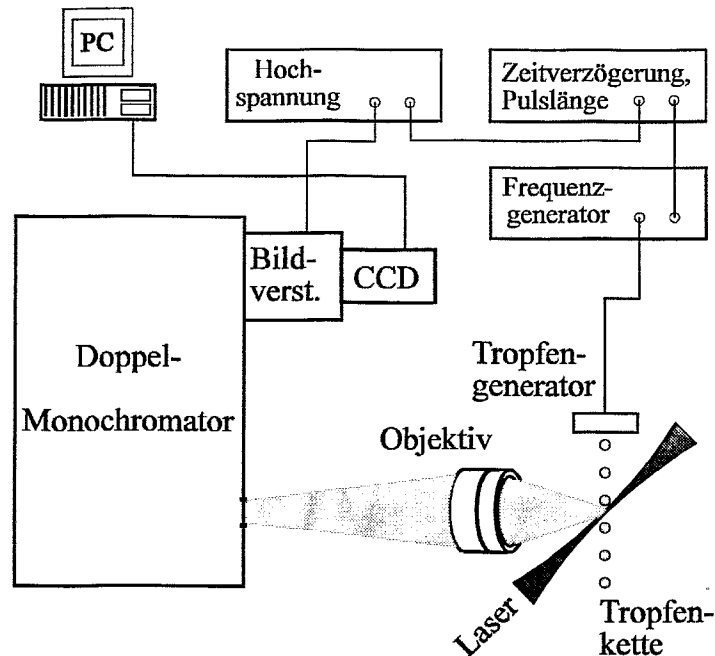 PC
Hoch-
spannung
Zeitverzögerung,
Pulslänge
Frequenz-
generator
Bild-
verst.
CCD
Doppel-
Monochromator
Tropfen-
generator
Objektiv
Laser
Tropfen-
kette